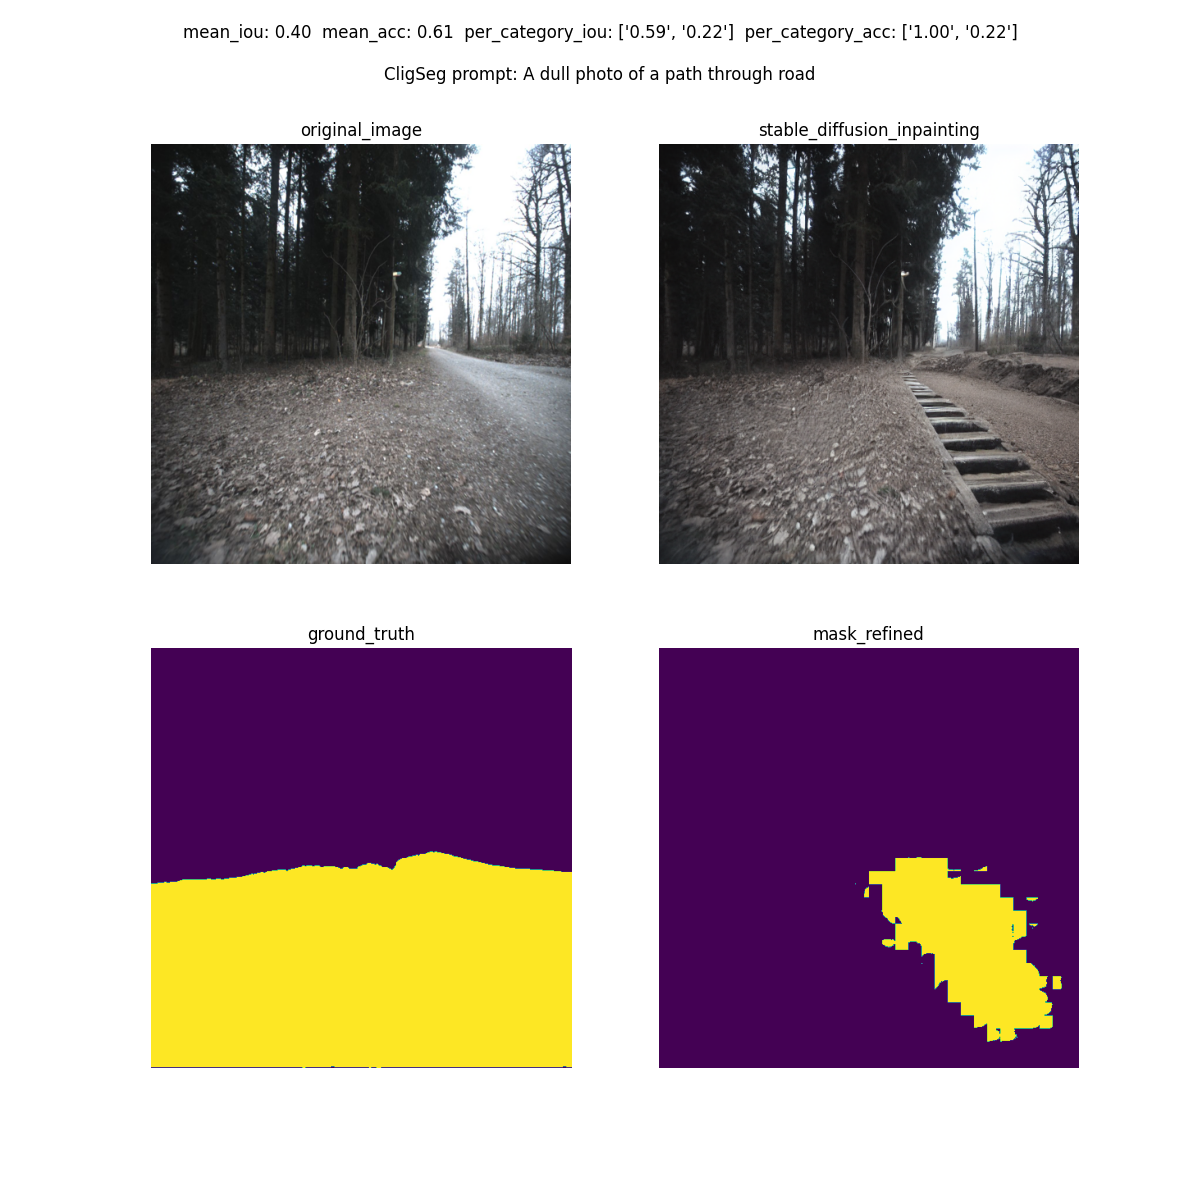 mean_iou: 0.40  mean_acc: 0.61  per_category_iou: ['0.59', '0.22']  per_category_acc: ['1.00', '0.22']
CligSeg prompt: A dull photo of a path through road
original_image
stable_diffusion_inpainting
ground_truth
mask_refined